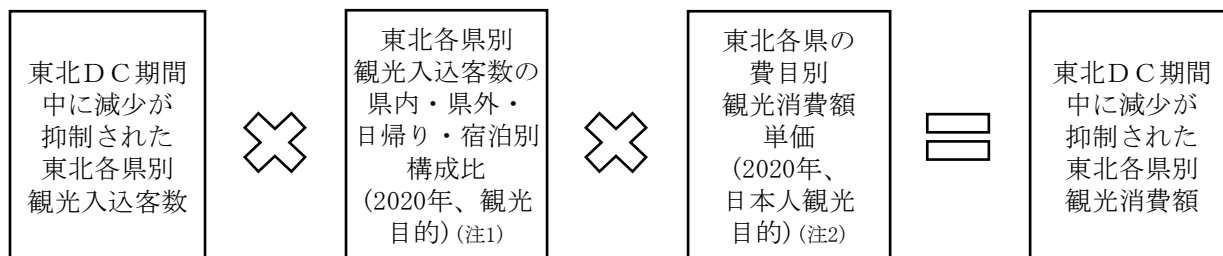 東北DC期間
中に減少が
抑制された
東北各県別
観光入込客数
東北各県別
観光入込客数の
県内・県外・
日帰り・宿泊別
構成比
(2020年、観光
目的)(注1)
東北各県の
費目別
観光消費額
単価
(2020年、
日本人観光
目的)(注2)
東北DC期間
中に減少が
抑制された
東北各県別
観光消費額